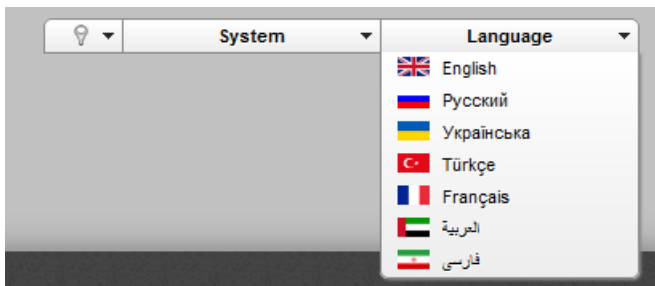 System
Language
English
Русский
Українська
Türkçe
Français
العربية
فارسی